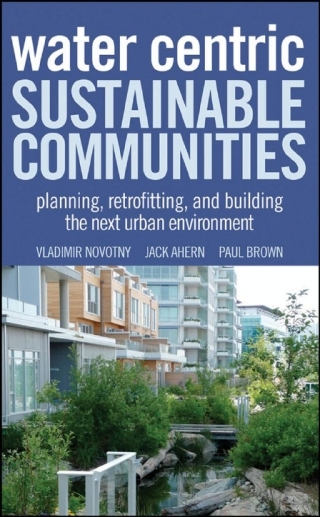 water centric
SUSTAINABLE
COMMUNITIES
planning, retrofitting, and building
the next urban environment
VLADIMIR NOVOTNY JACK AHERN PAUL BROWN